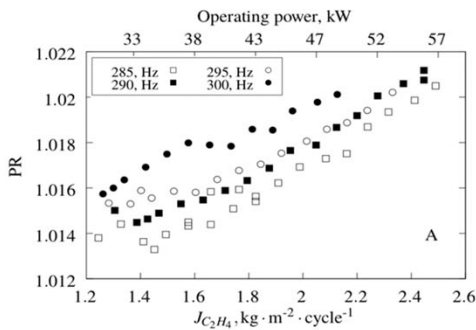 Operating power, kW
33 38 43 47 52 57
1.022
1.02
1.018
1.016
1.014
1.012
PR
285, Hz □ 295, Hz ○
290, Hz ■ 300, Hz ●
A
1.2 1.4 1.6 1.8 2 2.2 2.4 2.6
J_{C_2H_4}, kg · m⁻² · cycle⁻¹